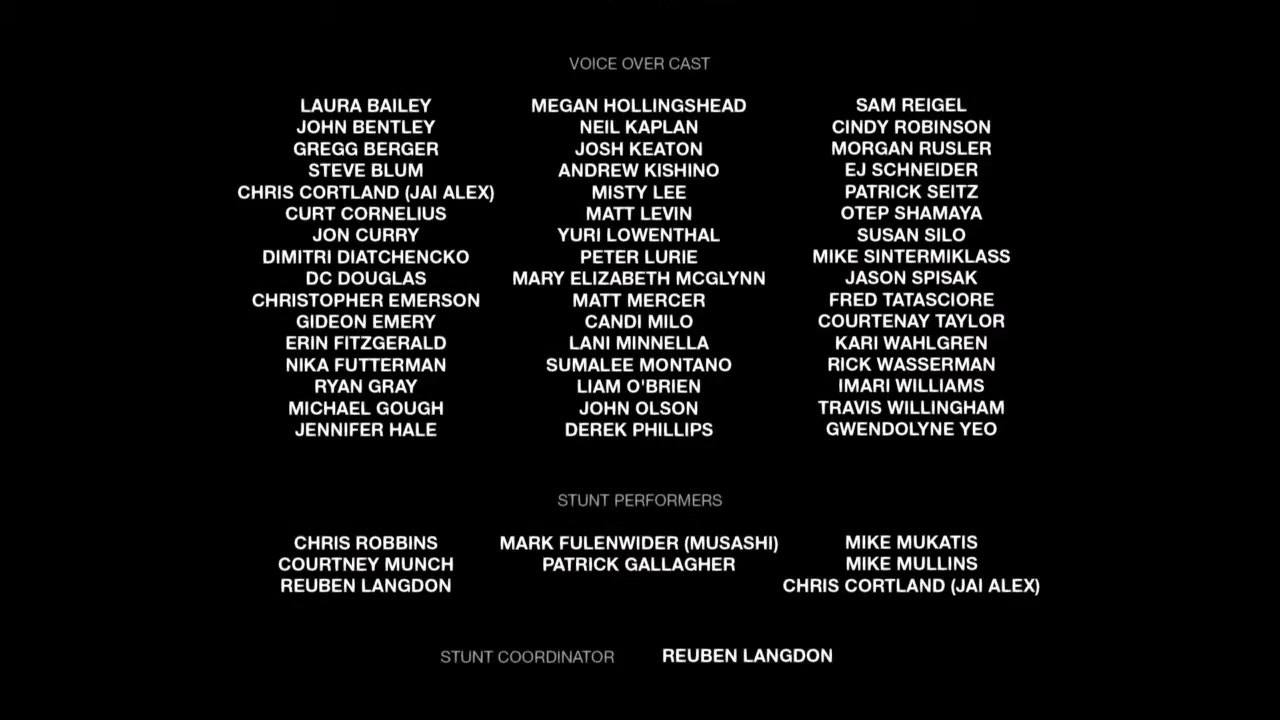 VOICE OVER CAST
LAURA BAILEY
JOHN BENTLEY
GREGG BERGER
STEVE BLUM
CHRIS CORTLAND (JAI ALEX)
CURT CORNELIUS
JON CURRY
DIMITRI DIATCHENCKO
DC DOUGLAS
CHRISTOPHER EMERSON
GIDEON EMERY
ERIN FITZGERALD
NIKA FUTTERMAN
RYAN GRAY
MICHAEL GOUGH
JENNIFER HALE
MEGAN HOLLINGSHEAD
NEIL KAPLAN
JOSH KEATON
ANDREW KISHINO
MISTY LEE
MATT LEVIN
YURI LOWENTHAL
PETER LURIE
MARY ELIZABETH MCGLYNN
MATT MERCER
CANDI MILO
LANI MINNELLA
SUMALEE MONTANO
LIAM O'BRIEN
JOHN OLSON
DEREK PHILLIPS
SAM REIGEL
CINDY ROBINSON
MORGAN RUSLER
EJ SCHNEIDER
PATRICK SEITZ
OTEP SHAMAYA
SUSAN SILO
MIKE SINTERMIKLASS
JASON SPISAK
FRED TATASCIORE
COURTENAY TAYLOR
KARI WAHLGREN
RICK WASSERMAN
IMARI WILLIAMS
TRAVIS WILLINGHAM
GWENDOLYNE YEO
STUNT PERFORMERS
CHRIS ROBBINS
COURTNEY MUNCH
REUBEN LANGDON
MARK FULENWIDER (MUSASHI)
PATRICK GALLAGHER
MIKE MUKATIS
MIKE MULLINS
CHRIS CORTLAND (JAI ALEX)
STUNT COORDINATOR REUBEN LANGDON